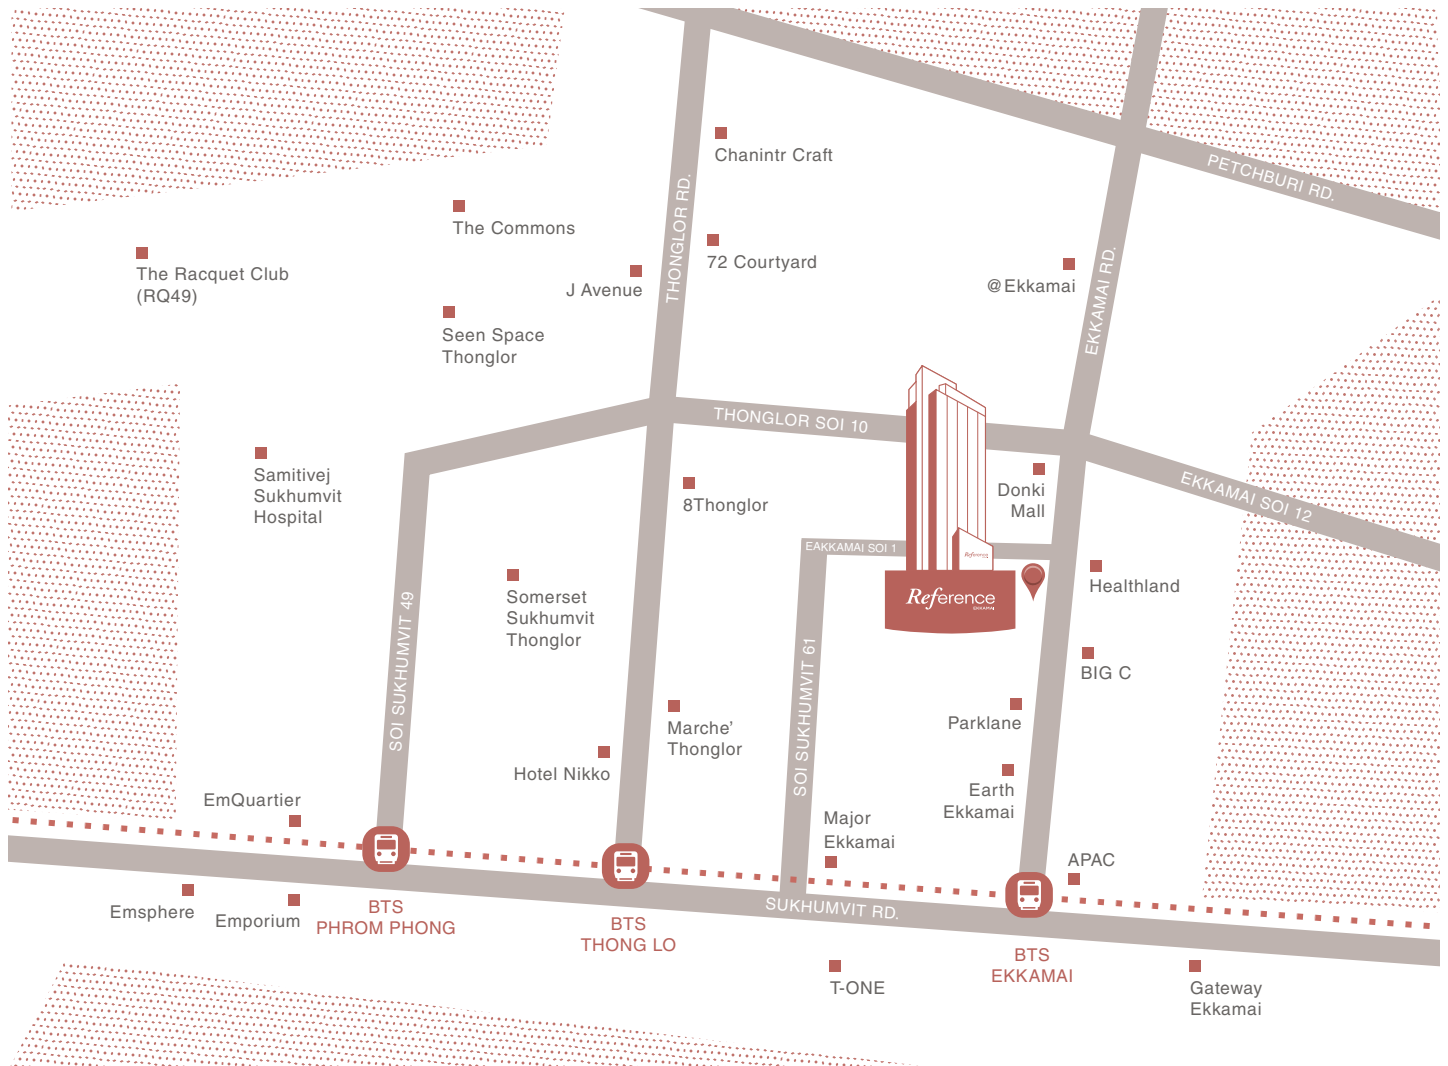 Chanintr Craft
PETCHBURI RD.
The Commons
THONGLOR RD.
72 Courtyard
The Racquet Club
(RQ49)
J Avenue
@Ekkamai
EKKAMAI RD.
Seen Space
Thonglor
THONGLOR SOI 10
Samitivej
Sukhumvit
Hospital
8Thonglor
Donki
Mall
EKKAMAI SOI 12
EAKKAMAI SOI 1
Reference
Reference
EKKAMAI
Healthland
Somerset
Sukhumvit
Thonglor
SOI SUKHUMVIT 49
SOI SUKHUMVIT 61
BIG C
Marche’
Thonglor
Parklane
Hotel Nikko
Earth
Ekkamai
EmQuartier
Major
Ekkamai
APAC
Emsphere
Emporium
BTS
PHROM PHONG
BTS
THONG LO
SUKHUMVIT RD.
BTS
EKKAMAI
T-ONE
Gateway
Ekkamai